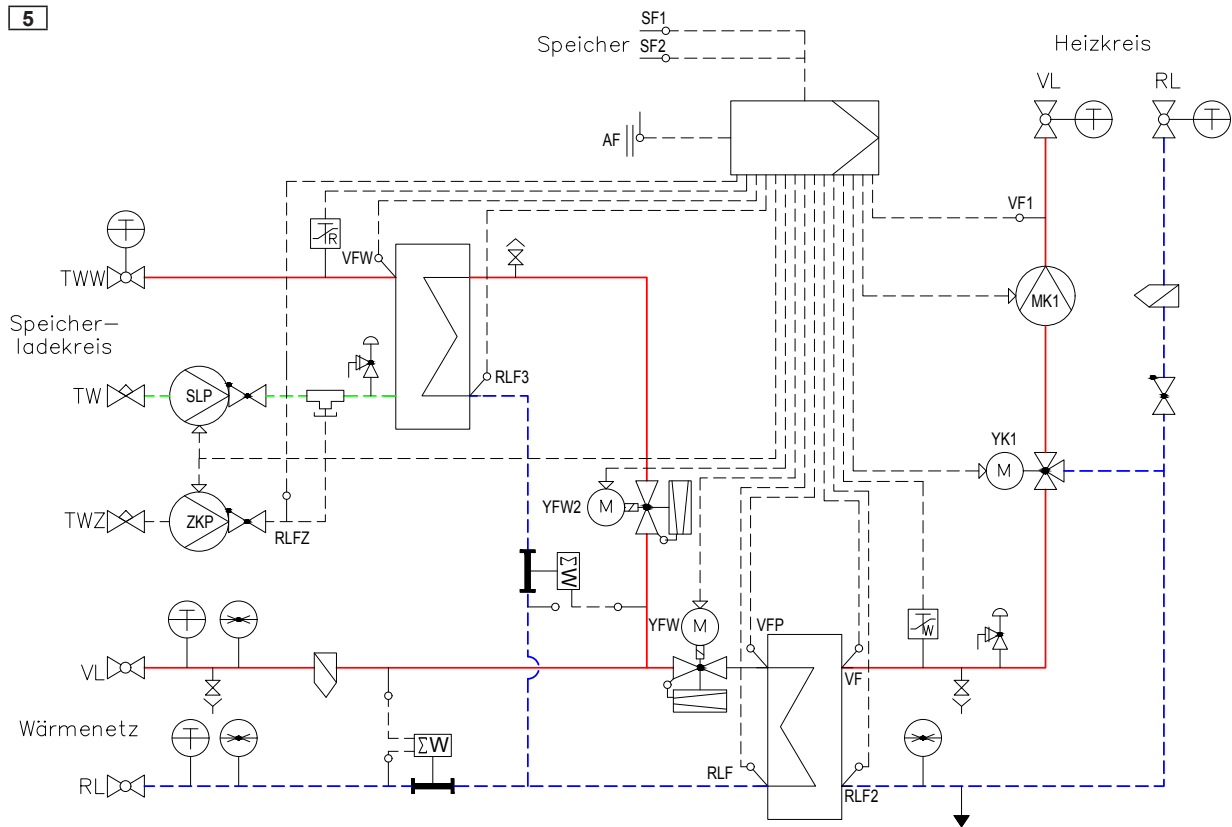 5
SF1
Speicher
SF2
Heizkreis
VL
RL
T
T
AF
VF1
T
R
VFW
TWW
MK1
Speicher-
ladekreis
RLF3
TW
SLP
YK1
M
TWZ
ZKP
RLFZ
YFW2
M
ΣW
YFW
M
VFP
W
T
VL
VF
Wärmenetz
T
ΣW
RL
RLF
RLF2